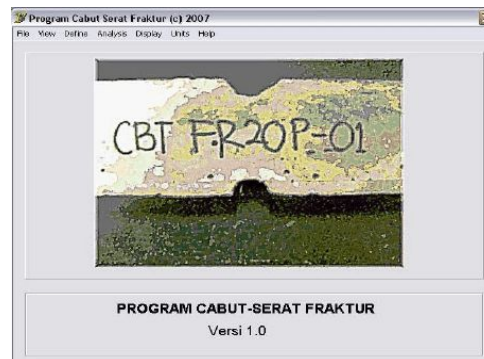 Program Cabut Serat Fraktur (c) 2007
File View Define Analysis Display Units Help
CBT FR20P-01
PROGRAM CABUT-SERAT FRAKTUR
Versi 1.0